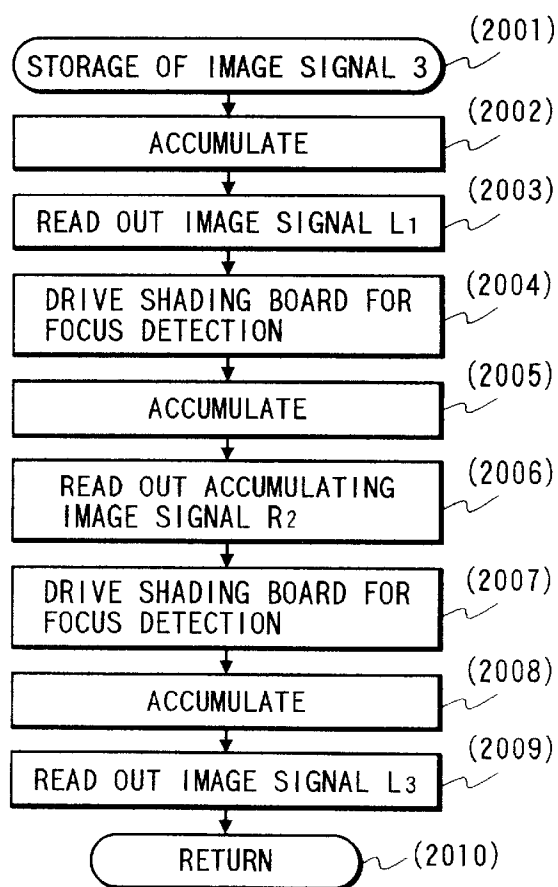 (2001)
STORAGE OF IMAGE SIGNAL 3
(2002)
ACCUMULATE
(2003)
READ OUT IMAGE SIGNAL L1
(2004)
DRIVE SHADING BOARD FOR
FOCUS DETECTION
(2005)
ACCUMULATE
(2006)
READ OUT ACCUMULATING
IMAGE SIGNAL R2
(2007)
DRIVE SHADING BOARD FOR
FOCUS DETECTION
(2008)
ACCUMULATE
(2009)
READ OUT IMAGE SIGNAL L3
RETURN (2010)